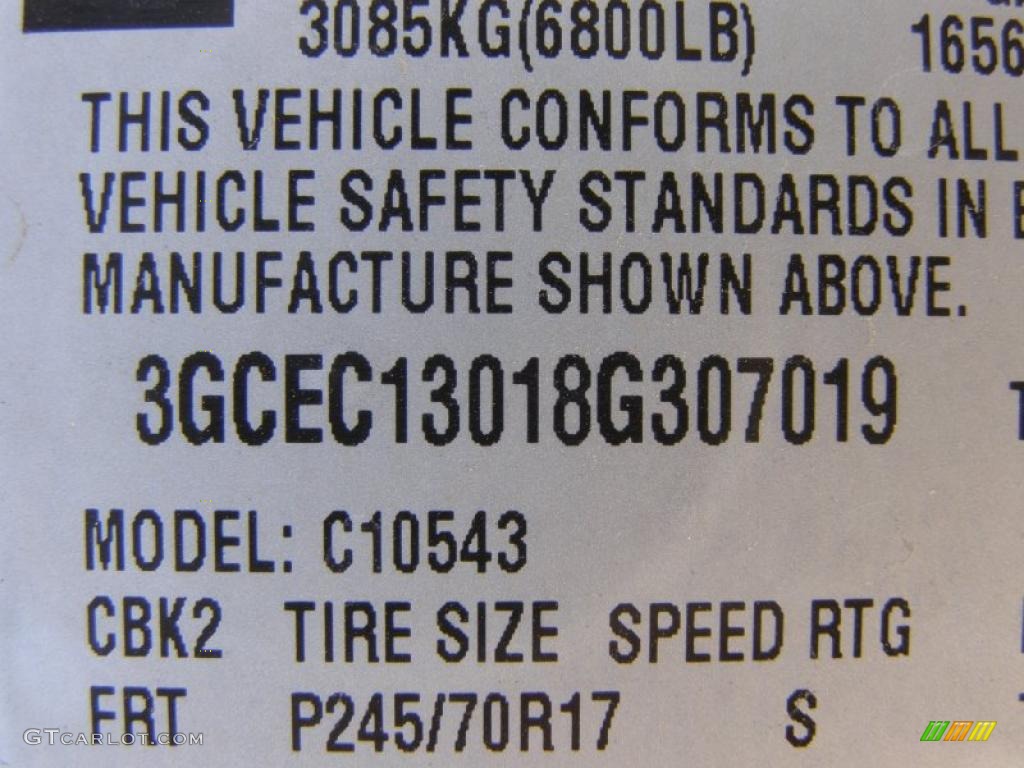 3085KG(6800LB)
1656
THIS VEHICLE CONFORMS TO ALL
VEHICLE SAFETY STANDARDS IN
MANUFACTURE SHOWN ABOVE.
3GCEC13018G307019
MODEL: C10543
CBK2 TIRE SIZE SPEED RTG
FRT P245/70R17 S
GTCARLOT.COM